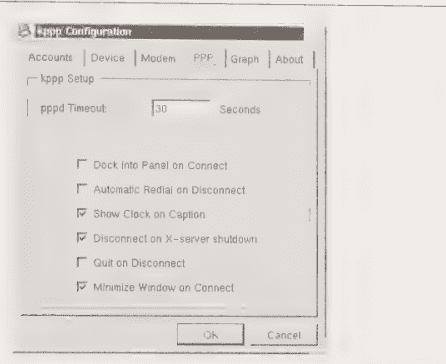 kppp Configuration
Accounts Device Modem PPP Graph About
kppp Setup
pppd Timeout: 30 Seconds
Dock into Panel on Connect
Automatic Redial on Disconnect
Show Clock on Caption
Disconnect on X-server shutdown
Quit on Disconnect
Minimize Window on Connect
OK Cancel